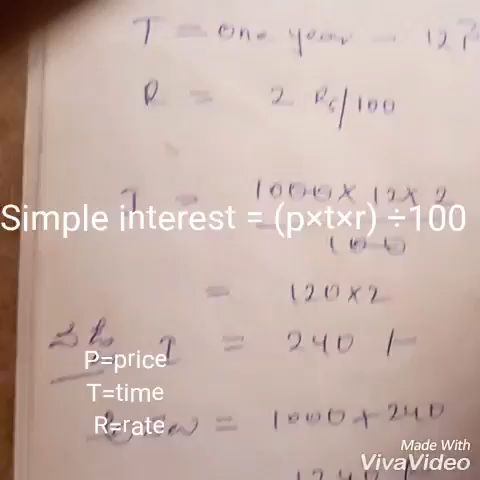 T = one year - 12
R = 2 Rs/100
I = 1000 × 12 × 2
Simple interest = (p×t×r) ÷100
100
= 120 × 2
I = 240 /-
P=price
T=time
R=rate
= 1000 + 240
Made With
VivaVideo